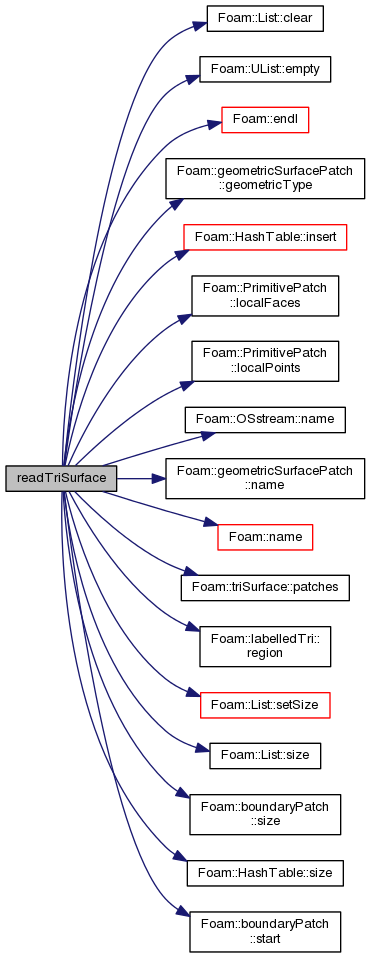 Foam::List::clear
Foam::UList::empty
Foam::endl
Foam::geometricSurfacePatch
::geometricType
Foam::HashTable::insert
Foam::PrimitivePatch
::localFaces
Foam::PrimitivePatch
::localPoints
Foam::OSstream::name
readTriSurface
Foam::geometricSurfacePatch
::name
Foam::name
Foam::triSurface::patches
Foam::labelledTri::
region
Foam::List::setSize
Foam::List::size
Foam::boundaryPatch
::size
Foam::HashTable::size
Foam::boundaryPatch
::start